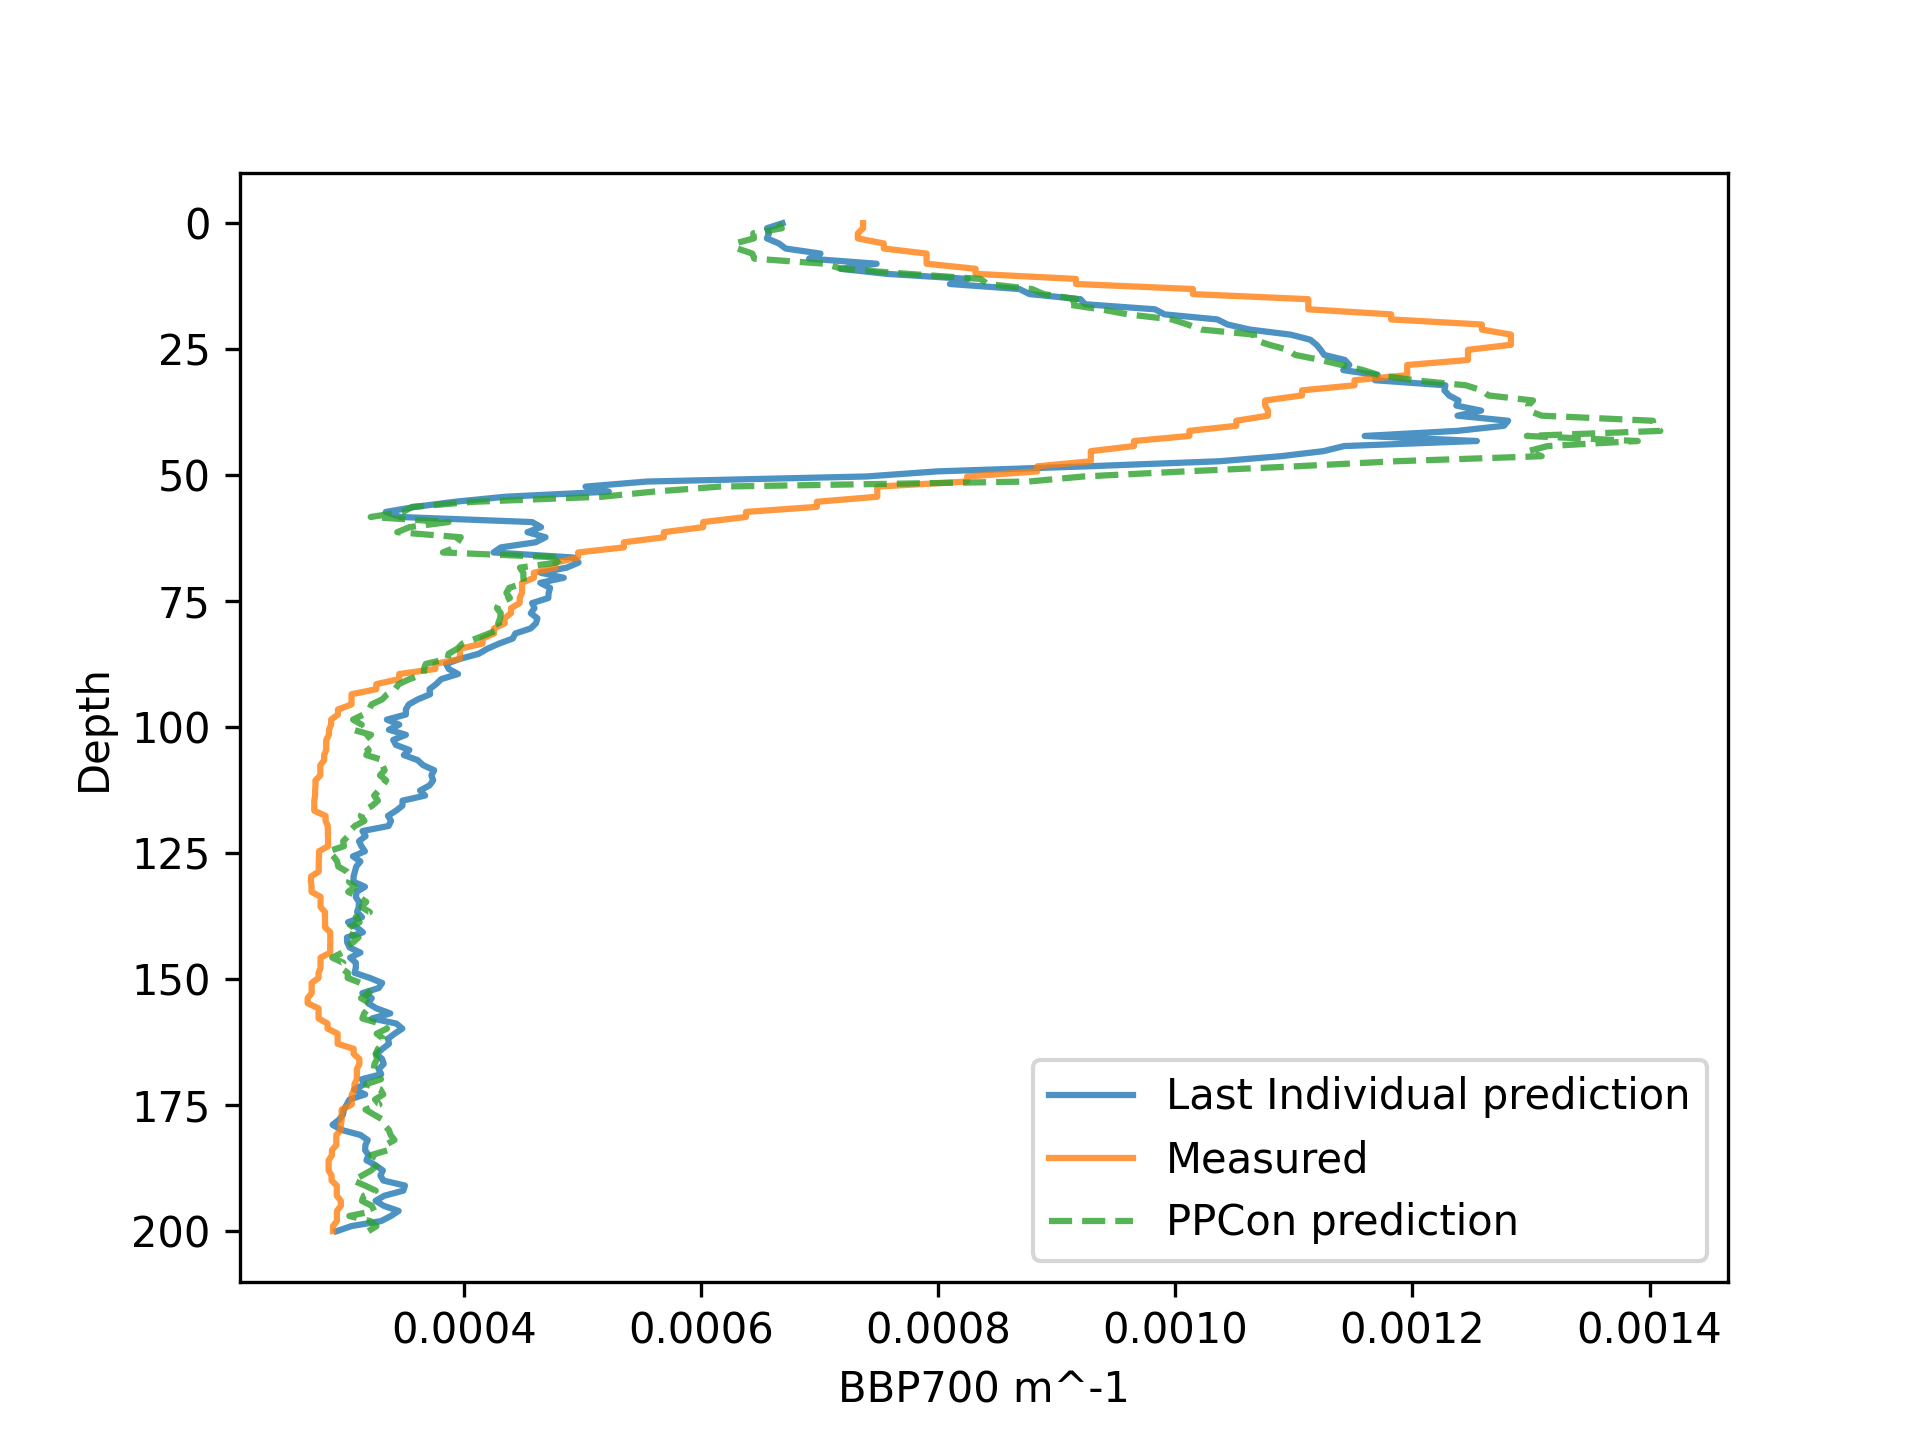 0
25
50
75
100
125
150
175
200
Depth
0.0004 0.0006 0.0008 0.0010 0.0012 0.0014
BBP700 m^-1
Last Individual prediction
Measured
PPCon prediction